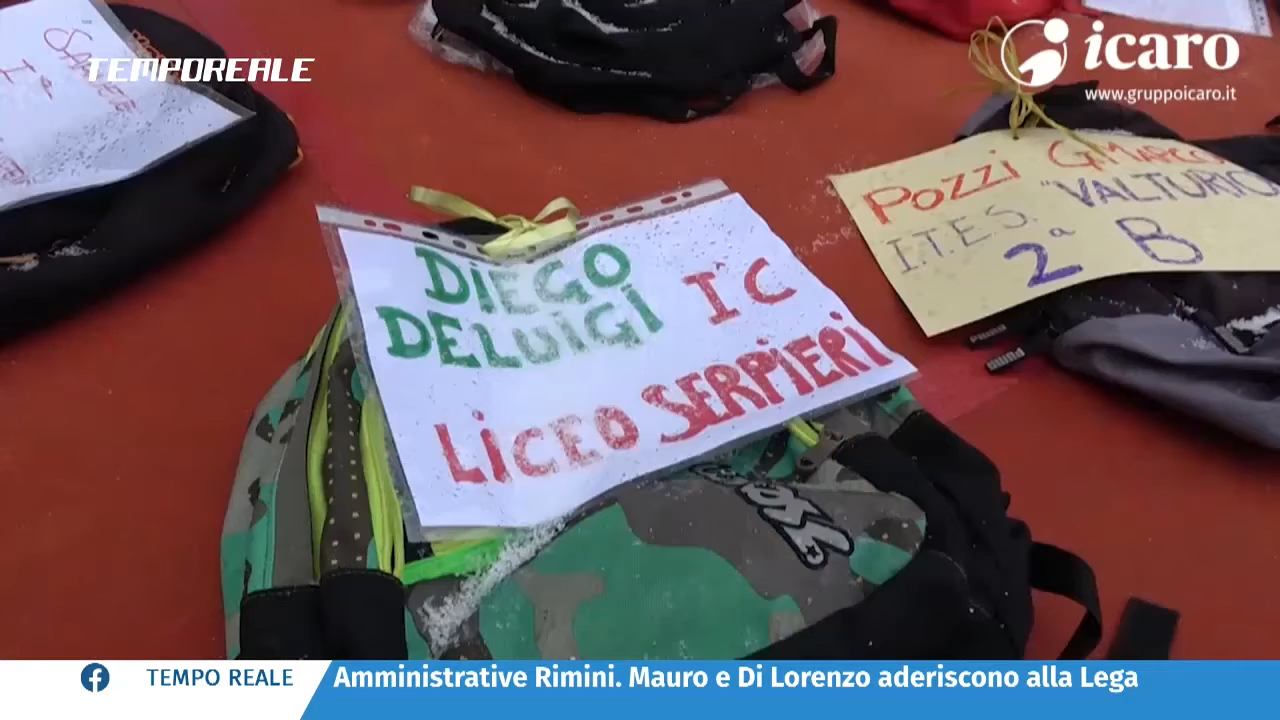 TEMPOREALE
icaro
www.gruppoicaro.it
DIEGO
DELUIGI I^C
LICEO SERPIERI
POZZI GMARCO
I.T.E.S. "VALTURIO
2ª B
TEMPO REALE
Amministrative Rimini. Mauro e Di Lorenzo aderiscono alla Lega